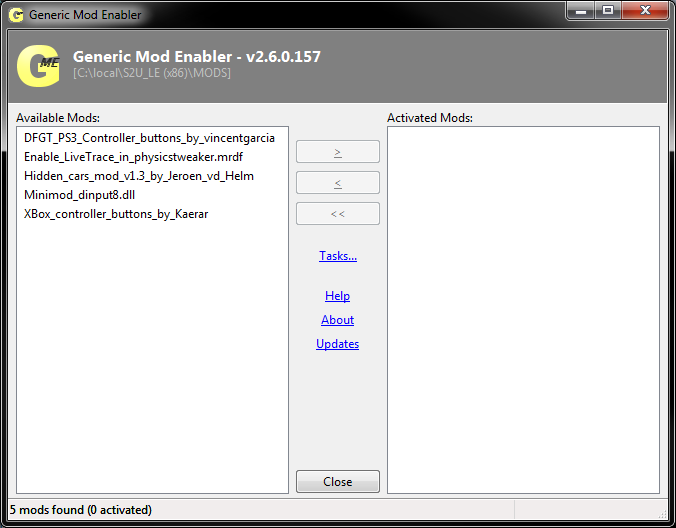 Generic Mod Enabler
GME
Generic Mod Enabler - v2.6.0.157
[C:\local\S2U_LE (x86)\MODS]
Available Mods:
Activated Mods:
DFGT_PS3_Controller_buttons_by_vincentgarcia
Enable_LiveTrace_in_physicstweaker.mrdf
Hidden_cars_mod_v1.3_by_Jeroen_vd_Helm
Minimod_dinput8.dll
XBox_controller_buttons_by_Kaerar
>
<
<<
Tasks...
Help
About
Updates
Close
5 mods found (0 activated)